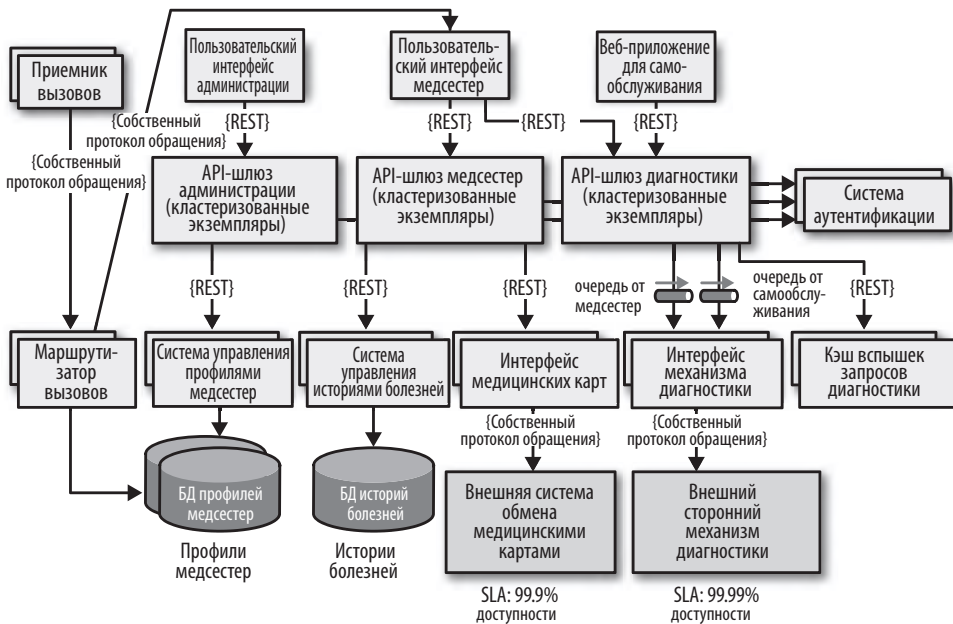 Приемник
вызовов
Пользовательский
интерфейс
администрации
Пользователь-
ский интерфейс
медсестер
Веб-приложение
для само-
обслуживания
{Собственный
протокол обращения}
{Собственный
протокол обращения}
{REST}
{REST}
{REST}
{REST}
API-шлюз
администрации
(кластеризованные
экземпляры)
API-шлюз медсестер
(кластеризованные
экземпляры)
API-шлюз диагностики
(кластеризованные
экземпляры)
Система
аутентификации
{REST}
{REST}
{REST}
очередь от
медсестер
очередь от
самообслу-
живания
{REST}
Маршрути-
затор
вызовов
Система управления
профилями
медсестер
Система
управления
историями болезней
Интерфейс
медицинских карт
Интерфейс
механизма
диагностики
Кэш вспышек
запросов
диагностики
{Собственный
протокол обращения}
{Собственный
протокол обращения}
БД профилей
медсестер
БД историй
болезней
Внешняя система
обмена
медицинскими
картами
Внешний
сторонний
механизм
диагностики
Профили
медсестер
Истории
болезней
SLA: 99.9%
доступности
SLA: 99.99%
доступности